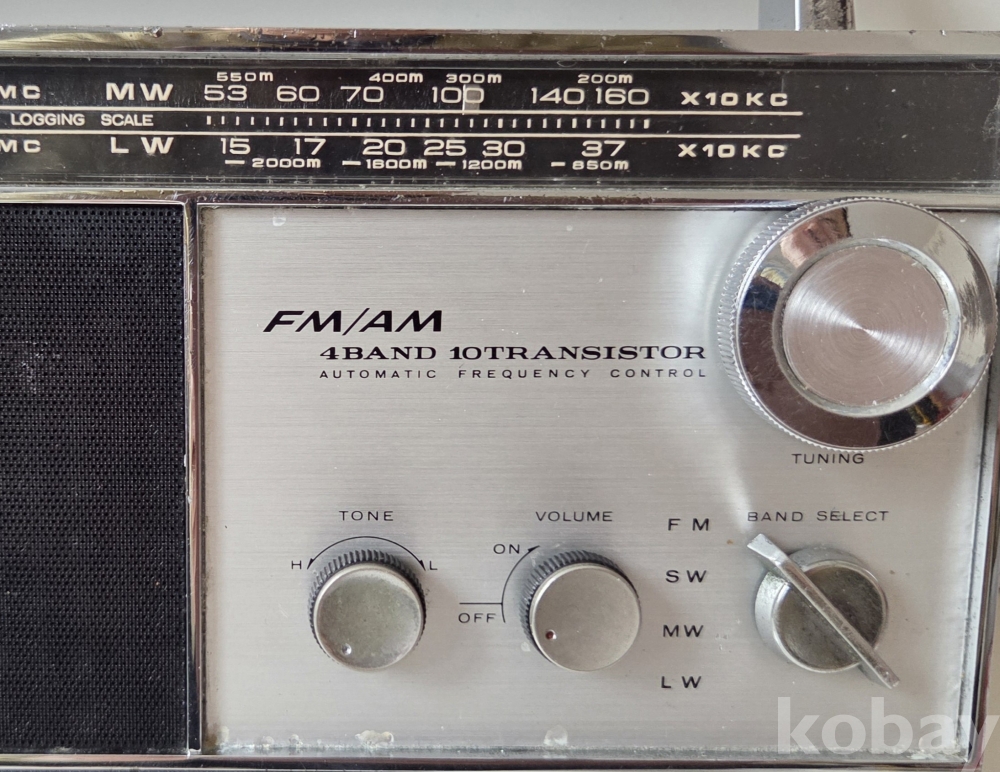 550m 400m 300m 200m
MC MW 53 60 70 100 140 160 X10KC
LOGGING SCALE
MC LW 15 17 20 25 30 37 X10KC
2000m 1600m 1200m 850m
FM/AM
4BAND 10TRANSISTOR
AUTOMATIC FREQUENCY CONTROL
TUNING
TONE VOLUME FM BAND SELECT
H L ON SW
OFF MW
LW
kobay